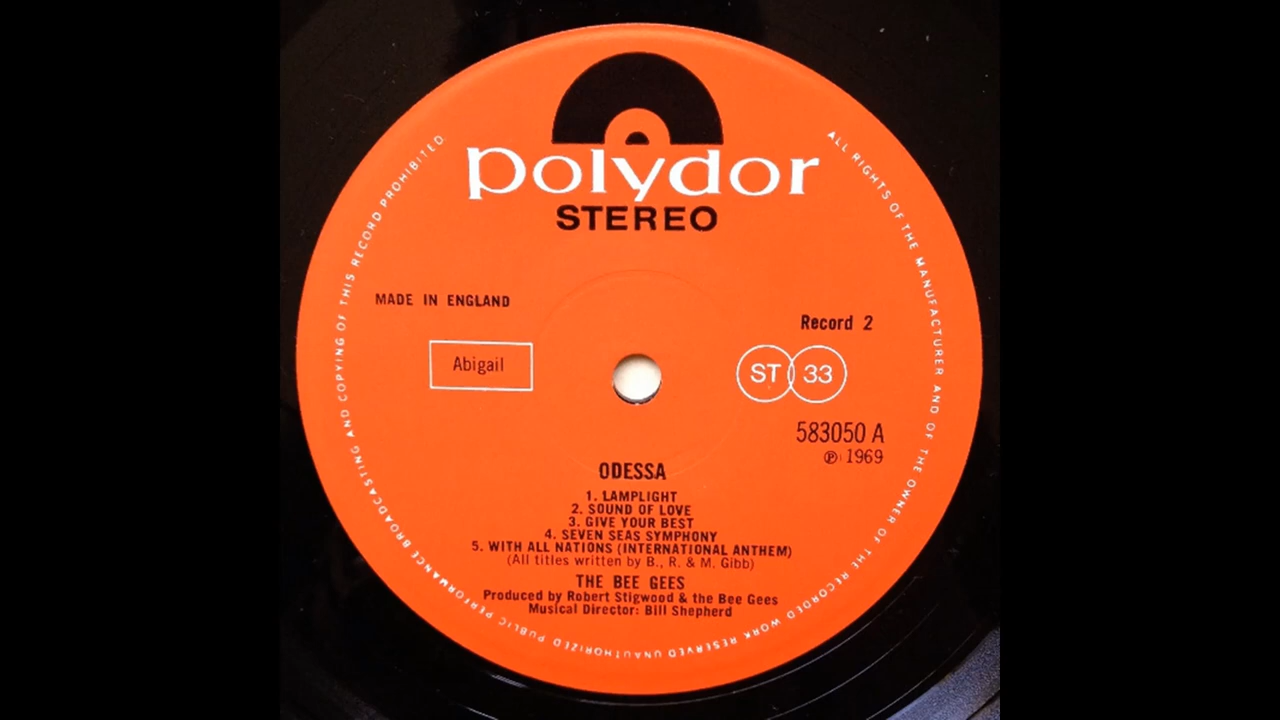 polydor
STEREO
MADE IN ENGLAND
Record 2
Abigail
ST 33
583050 A
Ⓟ 1969
ODESSA
1. LAMPLIGHT
2. SOUND OF LOVE
3. GIVE YOUR BEST
4. SEVEN SEAS SYMPHONY
5. WITH ALL NATIONS (INTERNATIONAL ANTHEM)
(All titles written by B., R. & M. Gibb)
THE BEE GEES
Produced by Robert Stigwood & the Bee Gees
Musical Director: Bill Shepherd
ALL RIGHTS OF THE MANUFACTURER AND OF THE OWNER OF THE RECORDED WORK RESERVED UNAUTHORIZED PUBLIC PERFORMANCE BROADCASTING AND COPYING OF THIS RECORD PROHIBITED